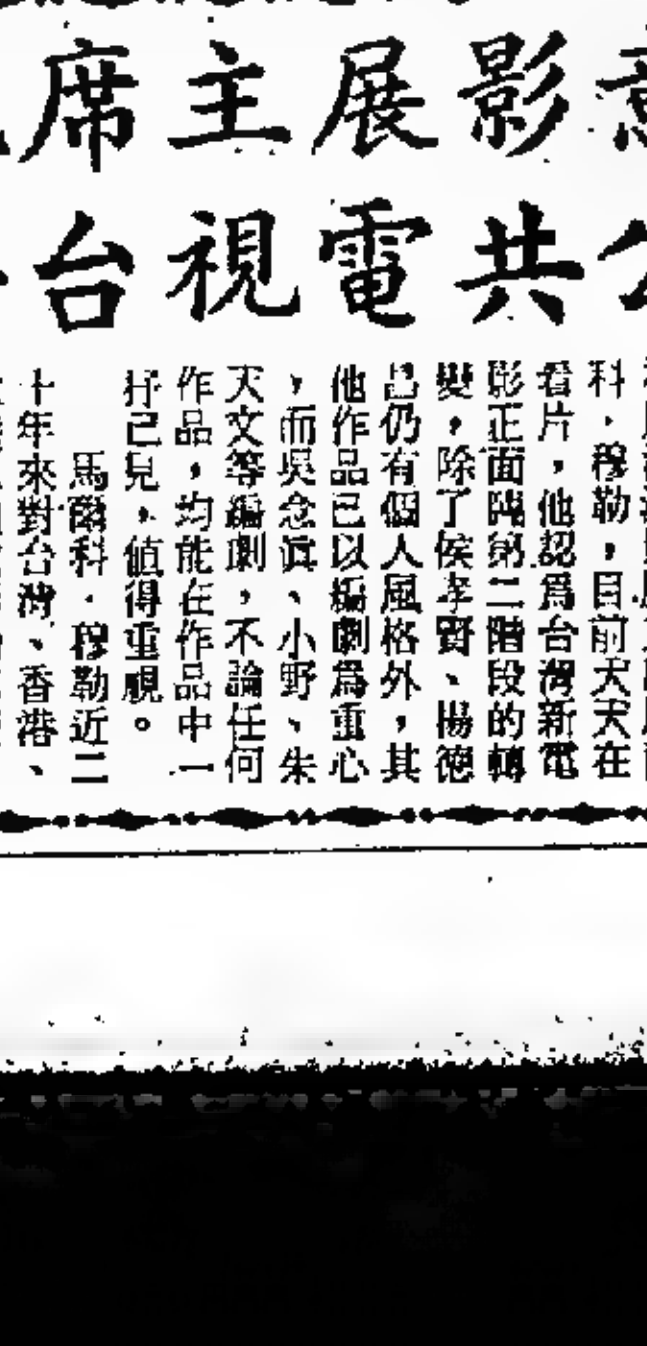 影展主席
共電視台
科．穆勒，目前天天在
看片，他認爲台灣新電
影正面臨第二階段的轉
變，除了侯孝賢、楊德
昌仍有個人風格外，其
他作品已以編劇爲重心
，而吳念眞、小野、朱
天文等編劇，不論任何
作品，均能在作品中一
抒己見，値得重視。
馬爾科．穆勒近二
十年來對台灣、香港、